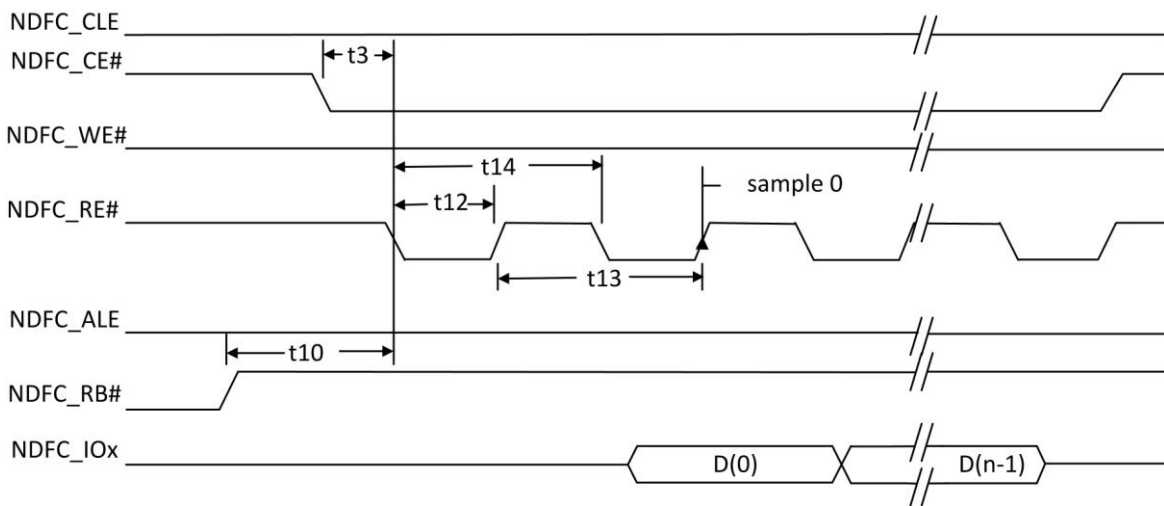 NDFC_CLE
t3
NDFC_CE#
NDFC_WE#
t14
sample 0
t12
NDFC_RE#
t13
NDFC_ALE
t10
NDFC_RB#
NDFC_IOx
D(0)
D(n-1)